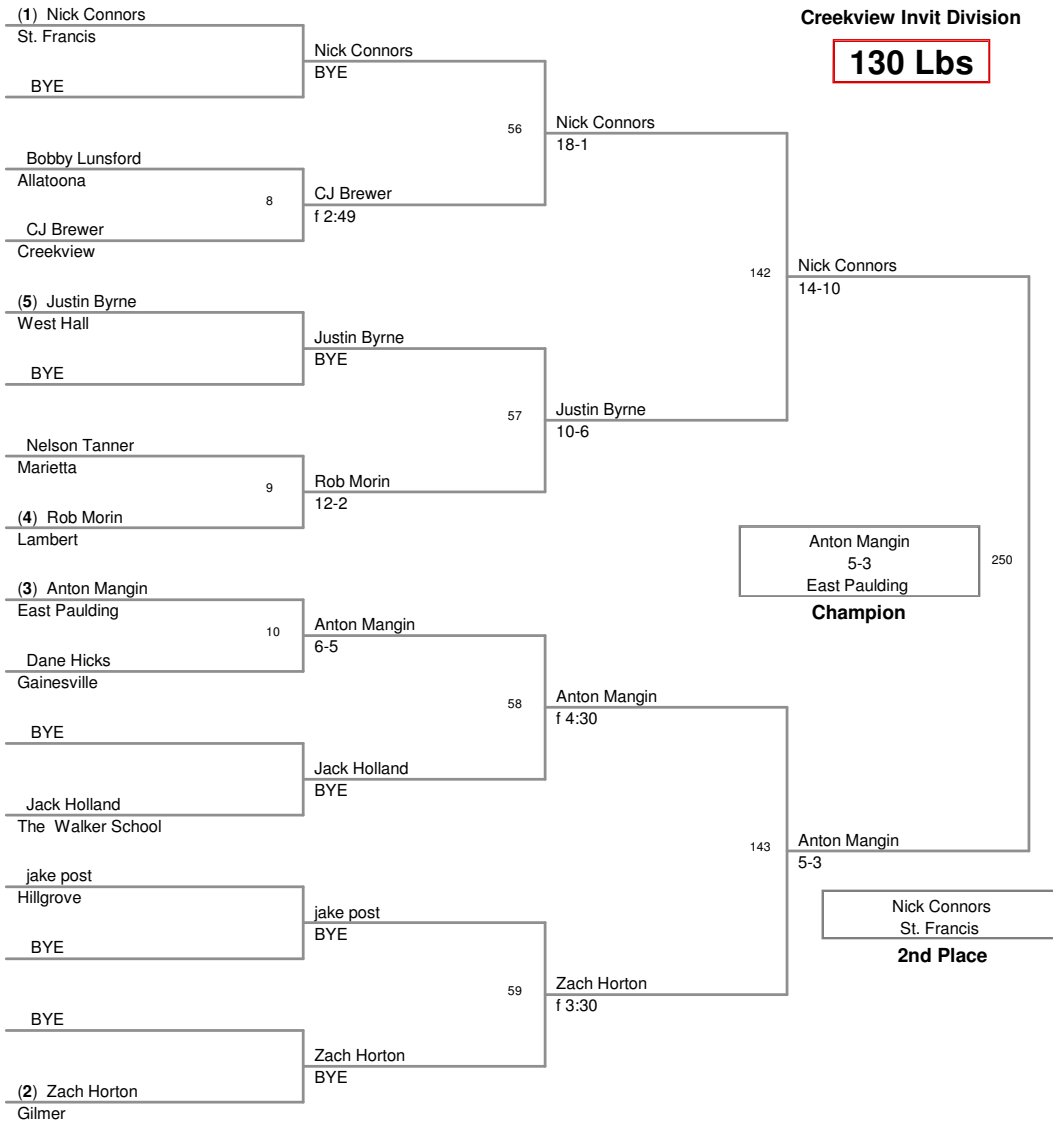 Creekview Invit Division
130 Lbs
(1) Nick Connors
St. Francis
BYE
Bobby Lunsford
Allatoona
8
CJ Brewer
Creekview
(5) Justin Byrne
West Hall
BYE
Nelson Tanner
Marietta
9
(4) Rob Morin
Lambert
(3) Anton Mangin
East Paulding
10
Dane Hicks
Gainesville
BYE
Jack Holland
The Walker School
jake post
Hillgrove
BYE
BYE
(2) Zach Horton
Gilmer
Nick Connors
BYE
56
CJ Brewer
f 2:49
Justin Byrne
BYE
57
Rob Morin
12-2
Anton Mangin
6-5
58
Jack Holland
BYE
jake post
BYE
59
Zach Horton
BYE
Nick Connors
18-1
142
Justin Byrne
10-6
Anton Mangin
f 4:30
143
Zach Horton
f 3:30
Nick Connors
14-10
250
Anton Mangin
5-3
Anton Mangin
5-3
East Paulding
Champion
Nick Connors
St. Francis
2nd Place